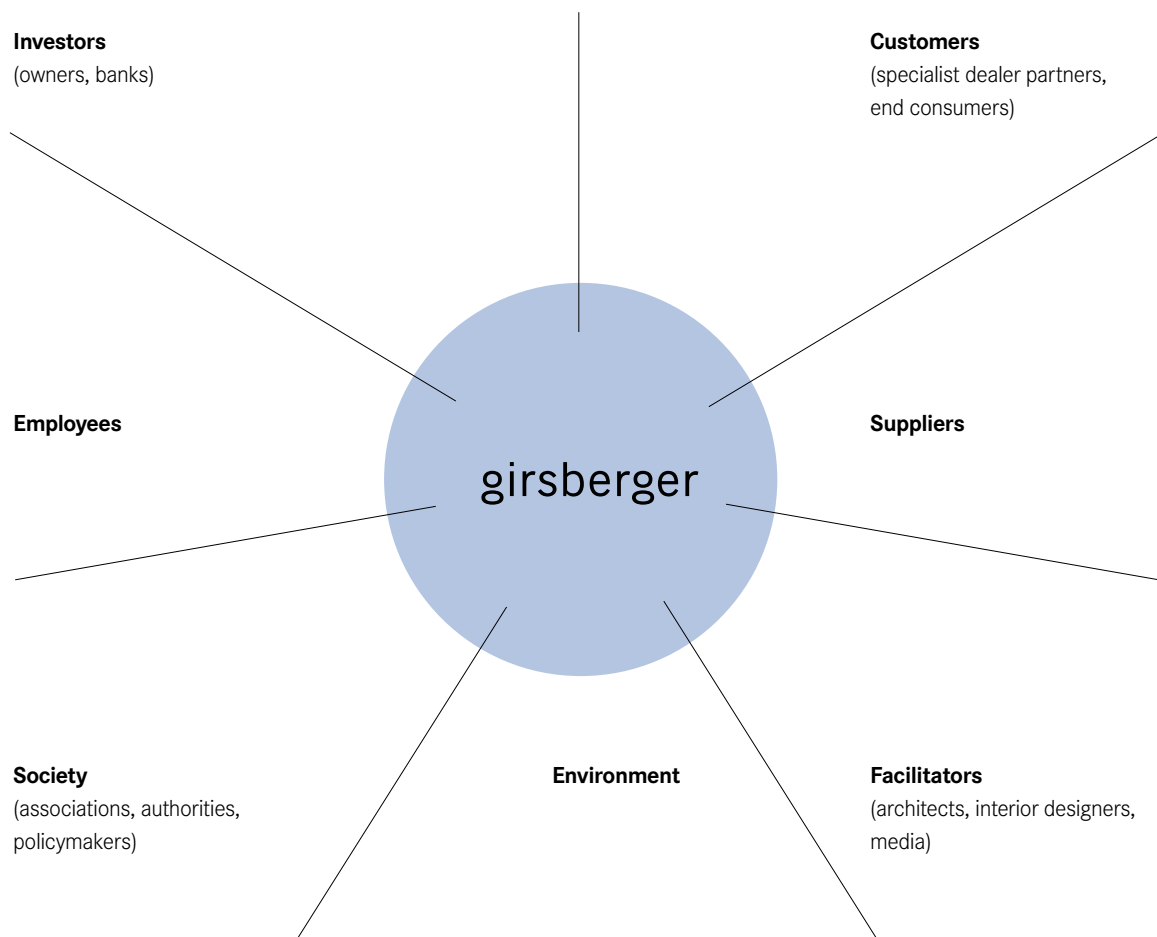 Investors
(owners, banks)
Customers
(specialist dealer partners,
end consumers)
Employees
Suppliers
girsberger
Society
(associations, authorities,
policymakers)
Environment
Facilitators
(architects, interior designers,
media)